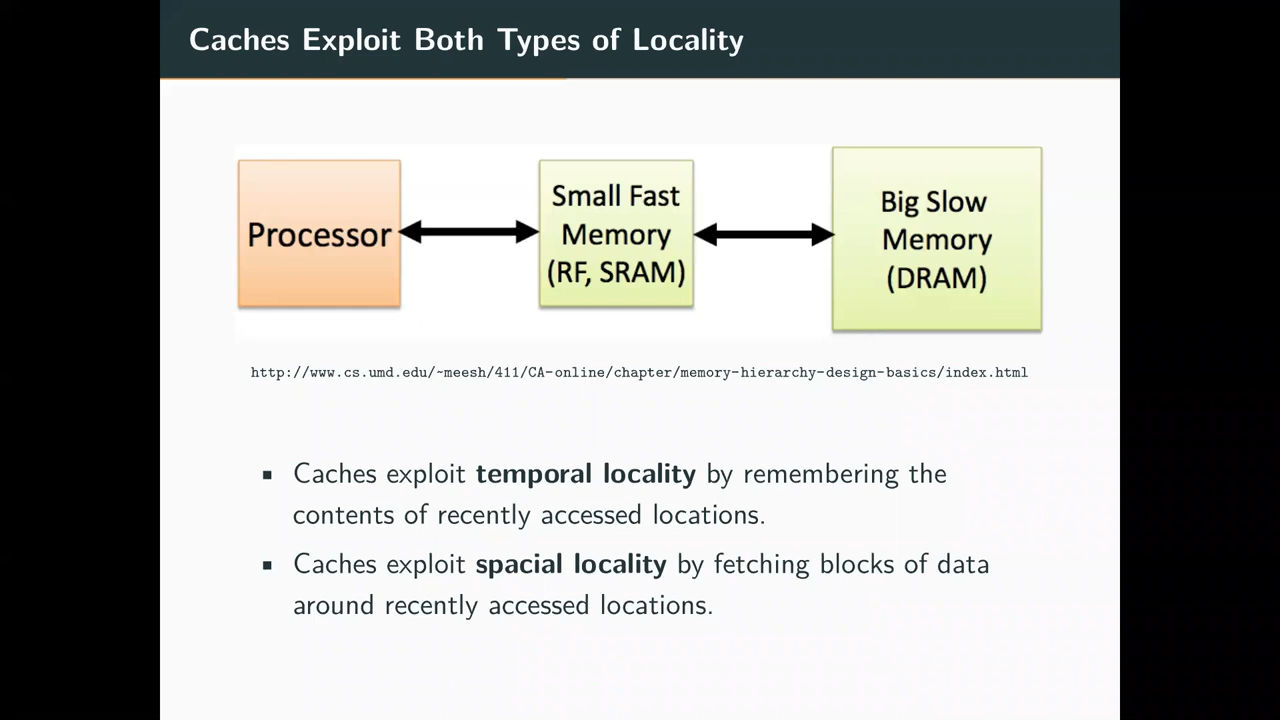 Caches Exploit Both Types of Locality
Processor
Small Fast
Memory
(RF, SRAM)
Big Slow
Memory
(DRAM)
http://www.cs.umd.edu/~meesh/411/CA-online/chapter/memory-hierarchy-design-basics/index.html
▪ Caches exploit temporal locality by remembering the
contents of recently accessed locations.
▪ Caches exploit spacial locality by fetching blocks of data
around recently accessed locations.